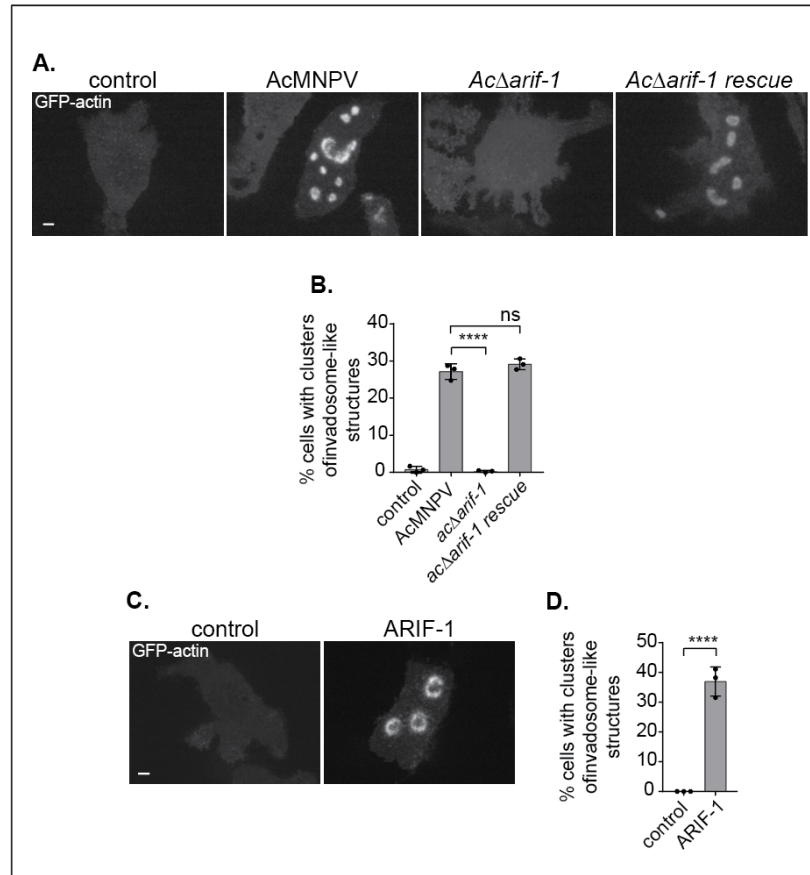 A.
control
AcMNPV
AcΔarif-1
AcΔarif-1 rescue
GFP-actin
B.
% cells with clusters
ofinvadosome-like
structures
40
30
20
10
0
ns
****
control
AcMNPV
acΔarif-1
acΔarif-1 rescue
C.
control
ARIF-1
GFP-actin
D.
% cells with clusters
ofinvadosome-like
structures
50
40
30
20
10
0
****
control
ARIF-1